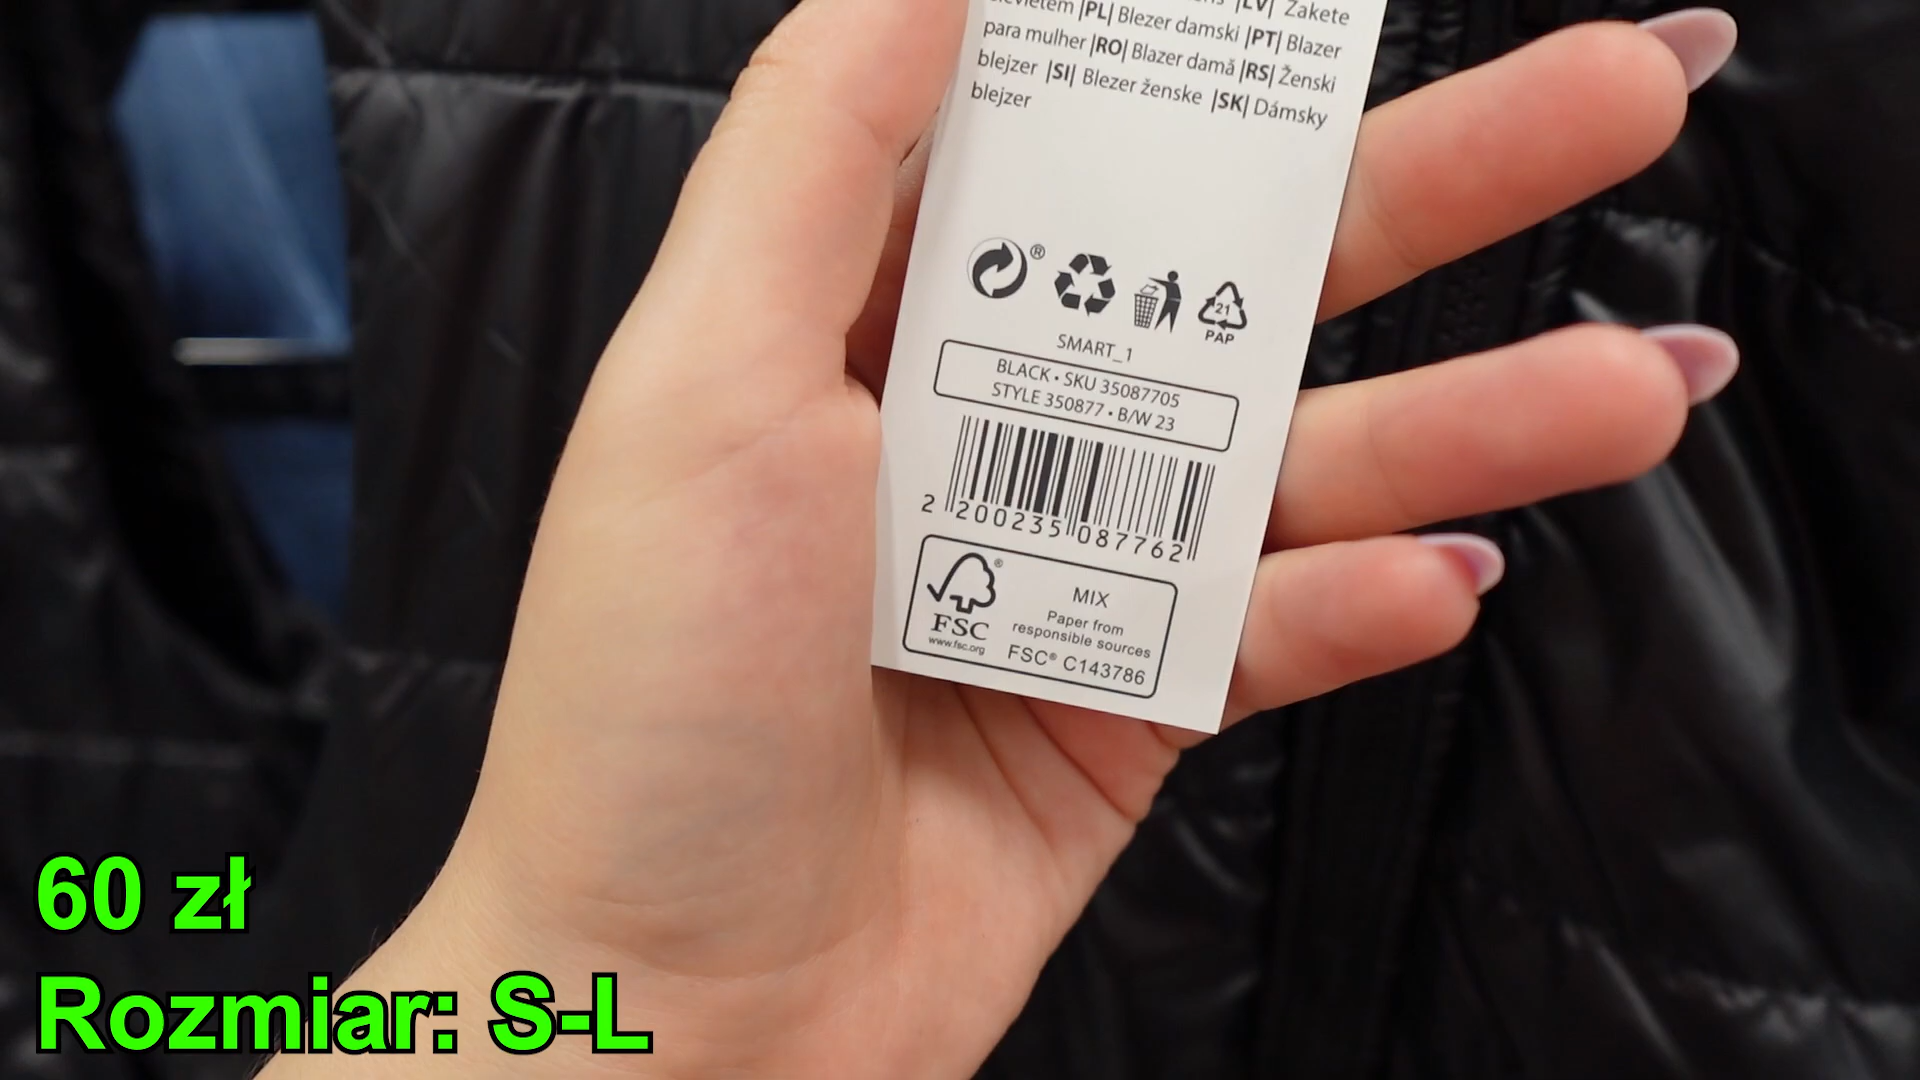 |LV| Žakete
|PL| Blezer damski |PT| Blazer
para mulher |RO| Blazer damă |RS| Ženski
blejzer |SI| Blezer ženske |SK| Dámsky
blejzer
®
21
PAP
SMART_1
BLACK • SKU 35087705
STYLE 350877 • B/W 23
2 200235 087762
®
FSC
www.fsc.org
MIX
Paper from
responsible sources
FSC® C143786
60 zł
Rozmiar: S-L